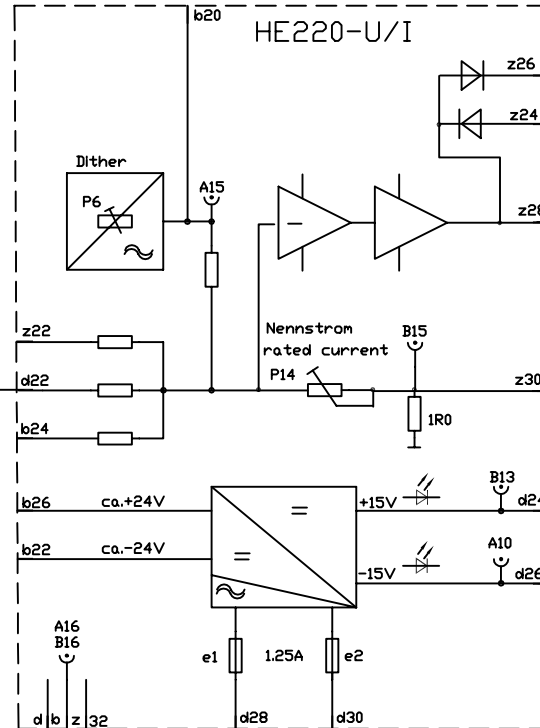 b20
HE220-U/I
z26
z24
Dither
P6
A15
z28
z22
Nennstrom
rated current
B15
d22
P14
z30
b24
1R0
b26
ca.+24V
+15V
B13
d24
b22
ca.-24V
-15V
A10
d26
A16
B16
e1
1.25A
e2
d b z 32
d28
d30